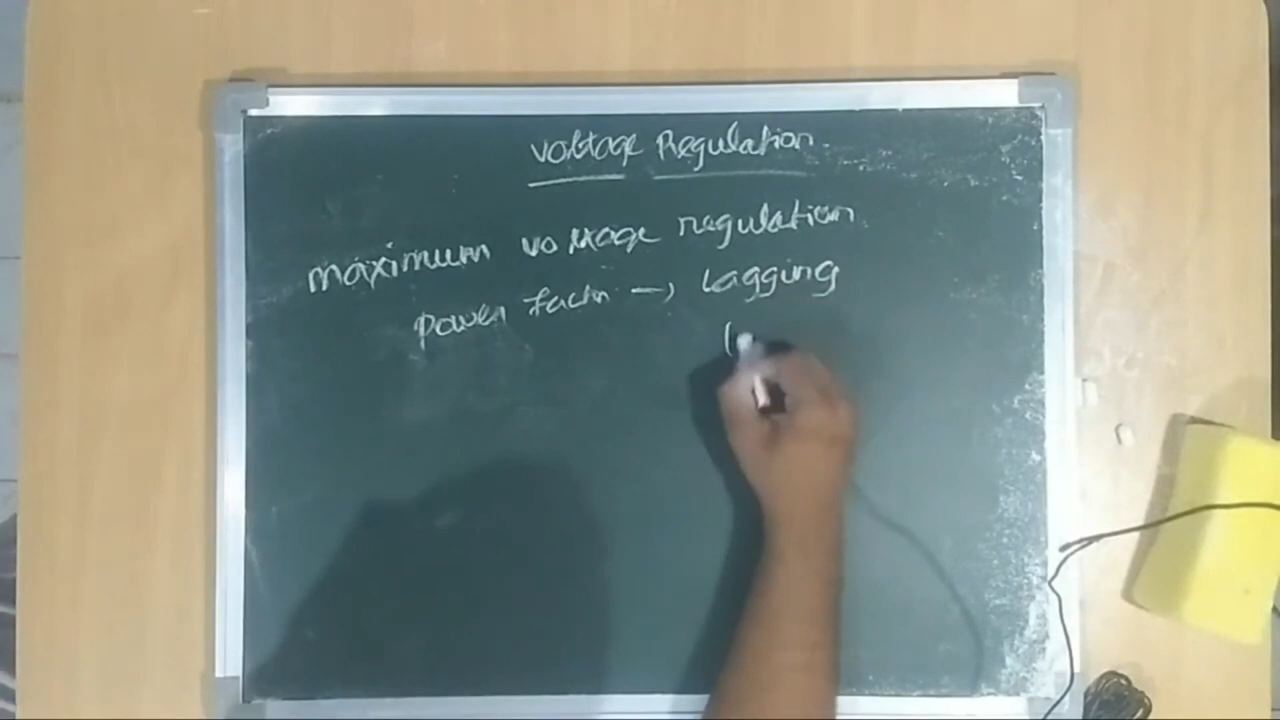 Voltage Regulation
maximum voltage regulation
power factor → Lagging
(